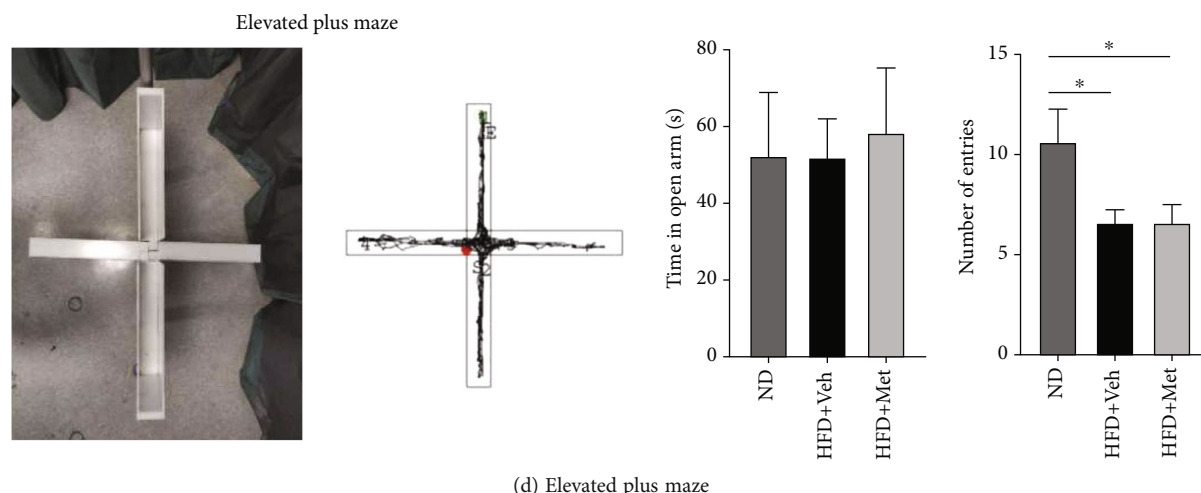 Elevated plus maze
E
S2
Time in open arm (s)
80
60
40
20
0
ND
HFD+Veh
HFD+Met
Number of entries
15
10
5
0
*
*
ND
HFD+Veh
HFD+Met
(d) Elevated plus maze